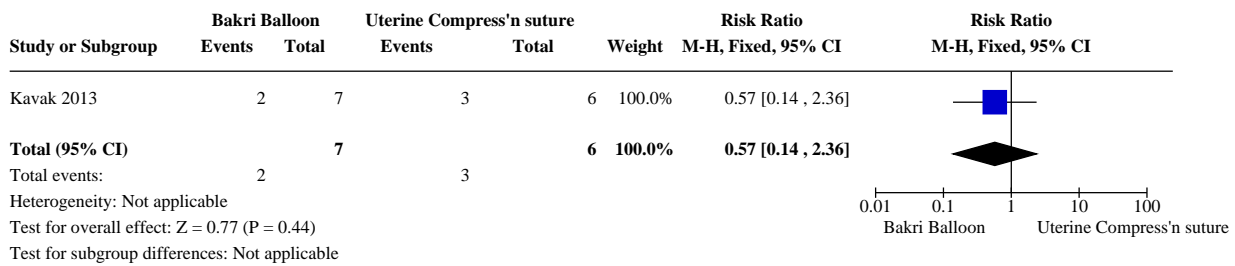 Bakri Balloon Uterine Compress'n suture Risk Ratio Risk Ratio
Study or Subgroup Events Total Events Total Weight M-H, Fixed, 95% CI M-H, Fixed, 95% CI
Kavak 2013 2 7 3 6 100.0% 0.57 [0.14 , 2.36]
Total (95% CI) 7 6 100.0% 0.57 [0.14 , 2.36]
Total events: 2 3
Heterogeneity: Not applicable
0.01 0.1 1 10 100
Test for overall effect: Z = 0.77 (P = 0.44)
Bakri Balloon Uterine Compress'n suture
Test for subgroup differences: Not applicable